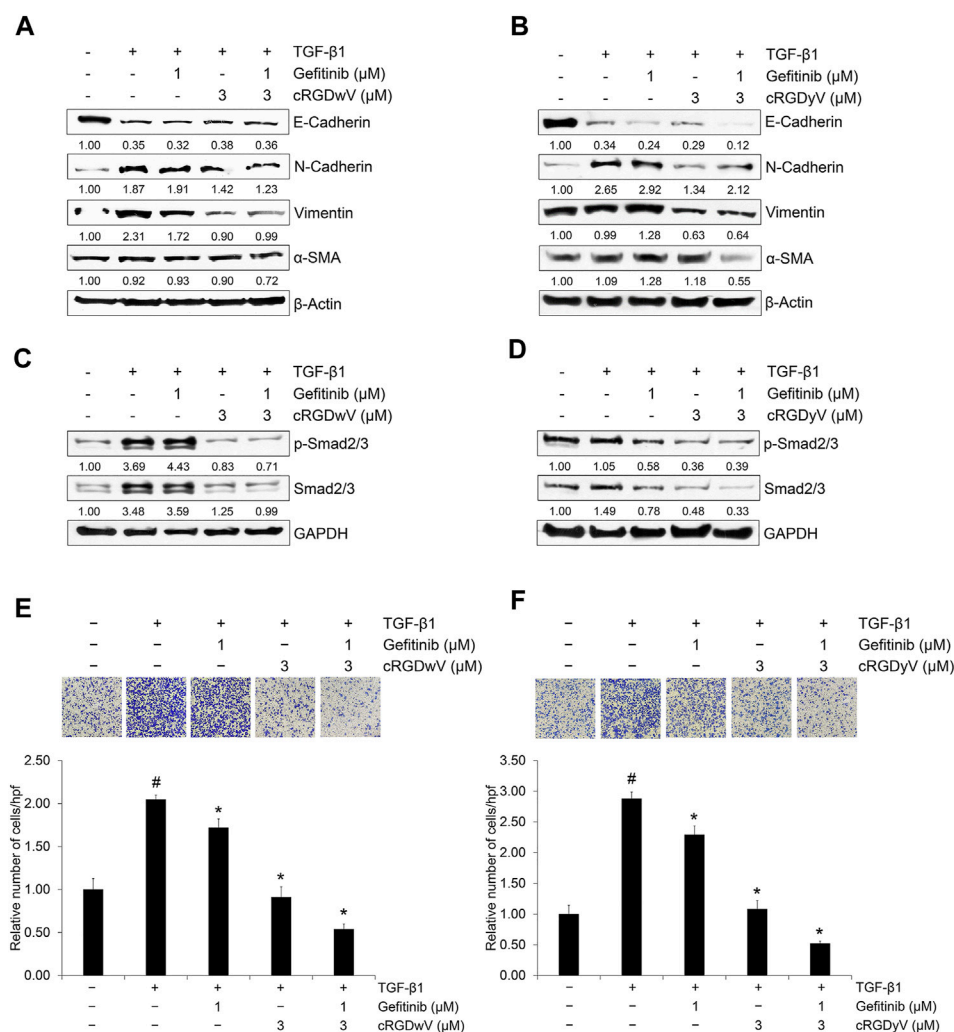 A
- + + + + TGF-β1
1 1 Gefitinib (µM)
- - -
- - - 3 3 cRGDwV (µM)
E-Cadherin
1.00 0.35 0.32 0.38 0.36
N-Cadherin
1.00 1.87 1.91 1.42 1.23
Vimentin
1.00 2.31 1.72 0.90 0.99
α-SMA
1.00 0.92 0.93 0.90 0.72
β-Actin
B
- + + + + TGF-β1
- - 1 - 1 Gefitinib (µM)
- - - 3 3 cRGDyV (µM)
E-Cadherin
1.00 0.34 0.24 0.29 0.12
N-Cadherin
1.00 2.65 2.92 1.34 2.12
Vimentin
1.00 0.99 1.28 0.63 0.64
α-SMA
1.00 1.09 1.28 1.18 0.55
β-Actin
C
- + + + + TGF-β1
- - 1 - 1 Gefitinib (µM)
- - - 3 3 cRGDwV (µM)
p-Smad2/3
1.00 3.69 4.43 0.83 0.71
Smad2/3
1.00 3.48 3.59 1.25 0.99
GAPDH
D
- + + + + TGF-β1
- - 1 - 1 Gefitinib (µM)
- - - 3 3 cRGDyV (µM)
p-Smad2/3
1.00 1.05 0.58 0.36 0.39
Smad2/3
1.00 1.49 0.78 0.48 0.33
GAPDH
E
– + + + + TGF-β1
– – 1 – 1 Gefitinib (µM)
– – – 3 3 cRGDwV (µM)
Relative number of cells/hpf
2.50
2.00
1.50
1.00
0.50
0.00
# * * *
– + + + + TGF-β1
– – 1 – 1 Gefitinib (µM)
– – – 3 3 cRGDwV (µM)
F
– + + + + TGF-β1
– – 1 – 1 Gefitinib (µM)
– – – 3 3 cRGDyV (µM)
Relative number of cells/hpf
3.50
3.00
2.50
2.00
1.50
1.00
0.50
0.00
# * * *
– + + + + TGF-β1
– – 1 – 1 Gefitinib (µM)
– – – 3 3 cRGDyV (µM)